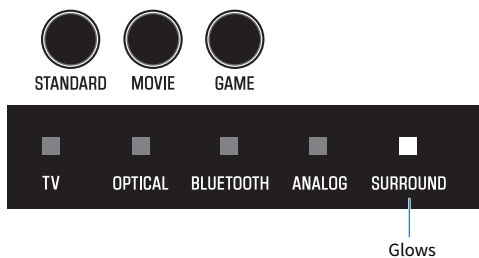 STANDARD MOVIE GAME
TV OPTICAL BLUETOOTH ANALOG SURROUND
Glows